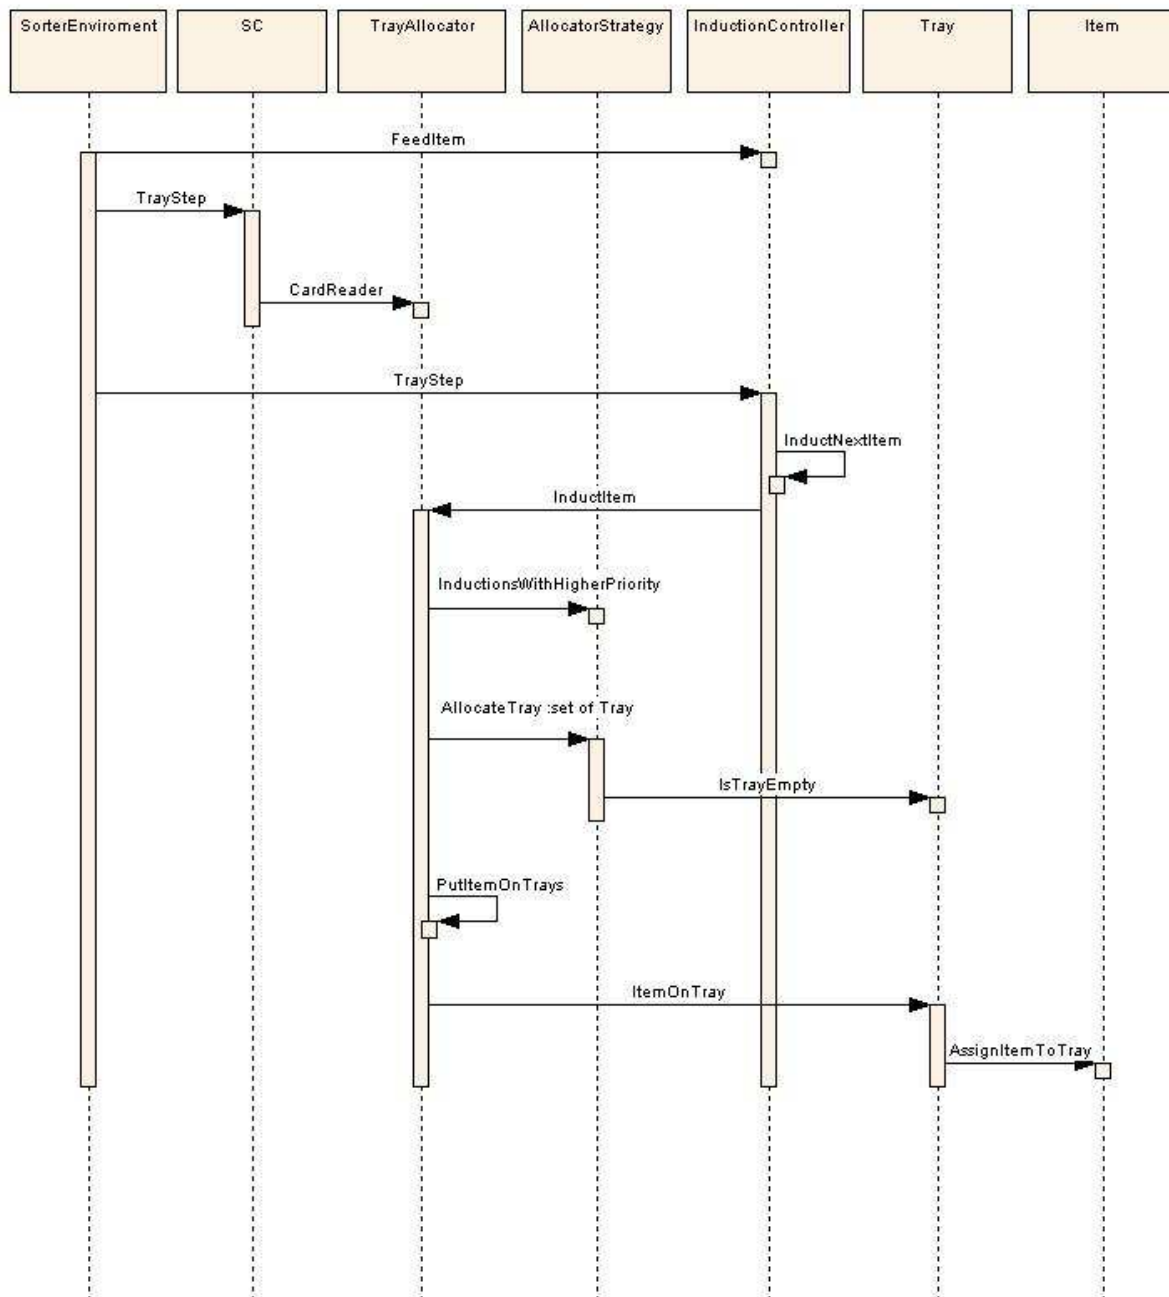 SorterEnviroment
SC
TrayAllocator
AllocatorStrategy
InductionController
Tray
Item
FeedItem
TrayStep
CardReader
TrayStep
InductNextItem
InductItem
InductionsWithHigherPriority
AllocateTray :set of Tray
IsTrayEmpty
PutItemOnTrays
ItemOnTray
AssignItemToTray